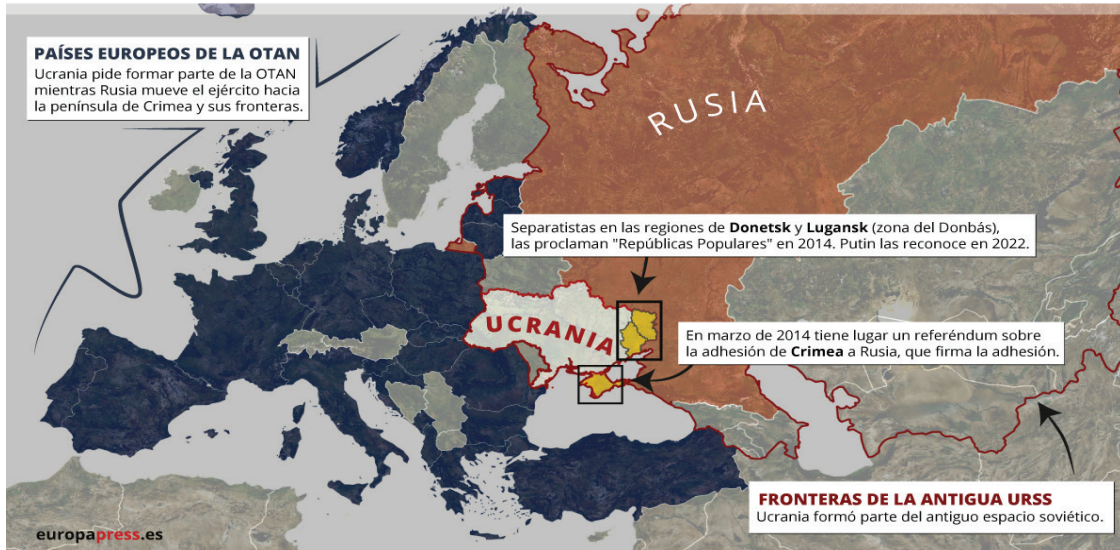 PAÍSES EUROPEOS DE LA OTAN
Ucrania pide formar parte de la OTAN
mientras Rusia mueve el ejército hacia
la península de Crimea y sus fronteras.
RUSIA
Separatistas en las regiones de Donetsk y Lugansk (zona del Donbás),
las proclaman "Repúblicas Populares" en 2014. Putin las reconoce en 2022.
UCRANIA
En marzo de 2014 tiene lugar un referéndum sobre
la adhesión de Crimea a Rusia, que firma la adhesión.
FRONTERAS DE LA ANTIGUA URSS
Ucrania formó parte del antiguo espacio soviético.
europapress.es